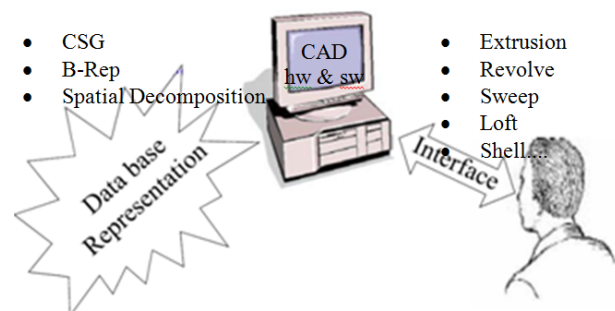 • CSG
• B-Rep
• Spatial Decomposition
CAD
hw & sw
• Extrusion
• Revolve
• Sweep
• Loft
• Shell....
Data base
Representation
Interface